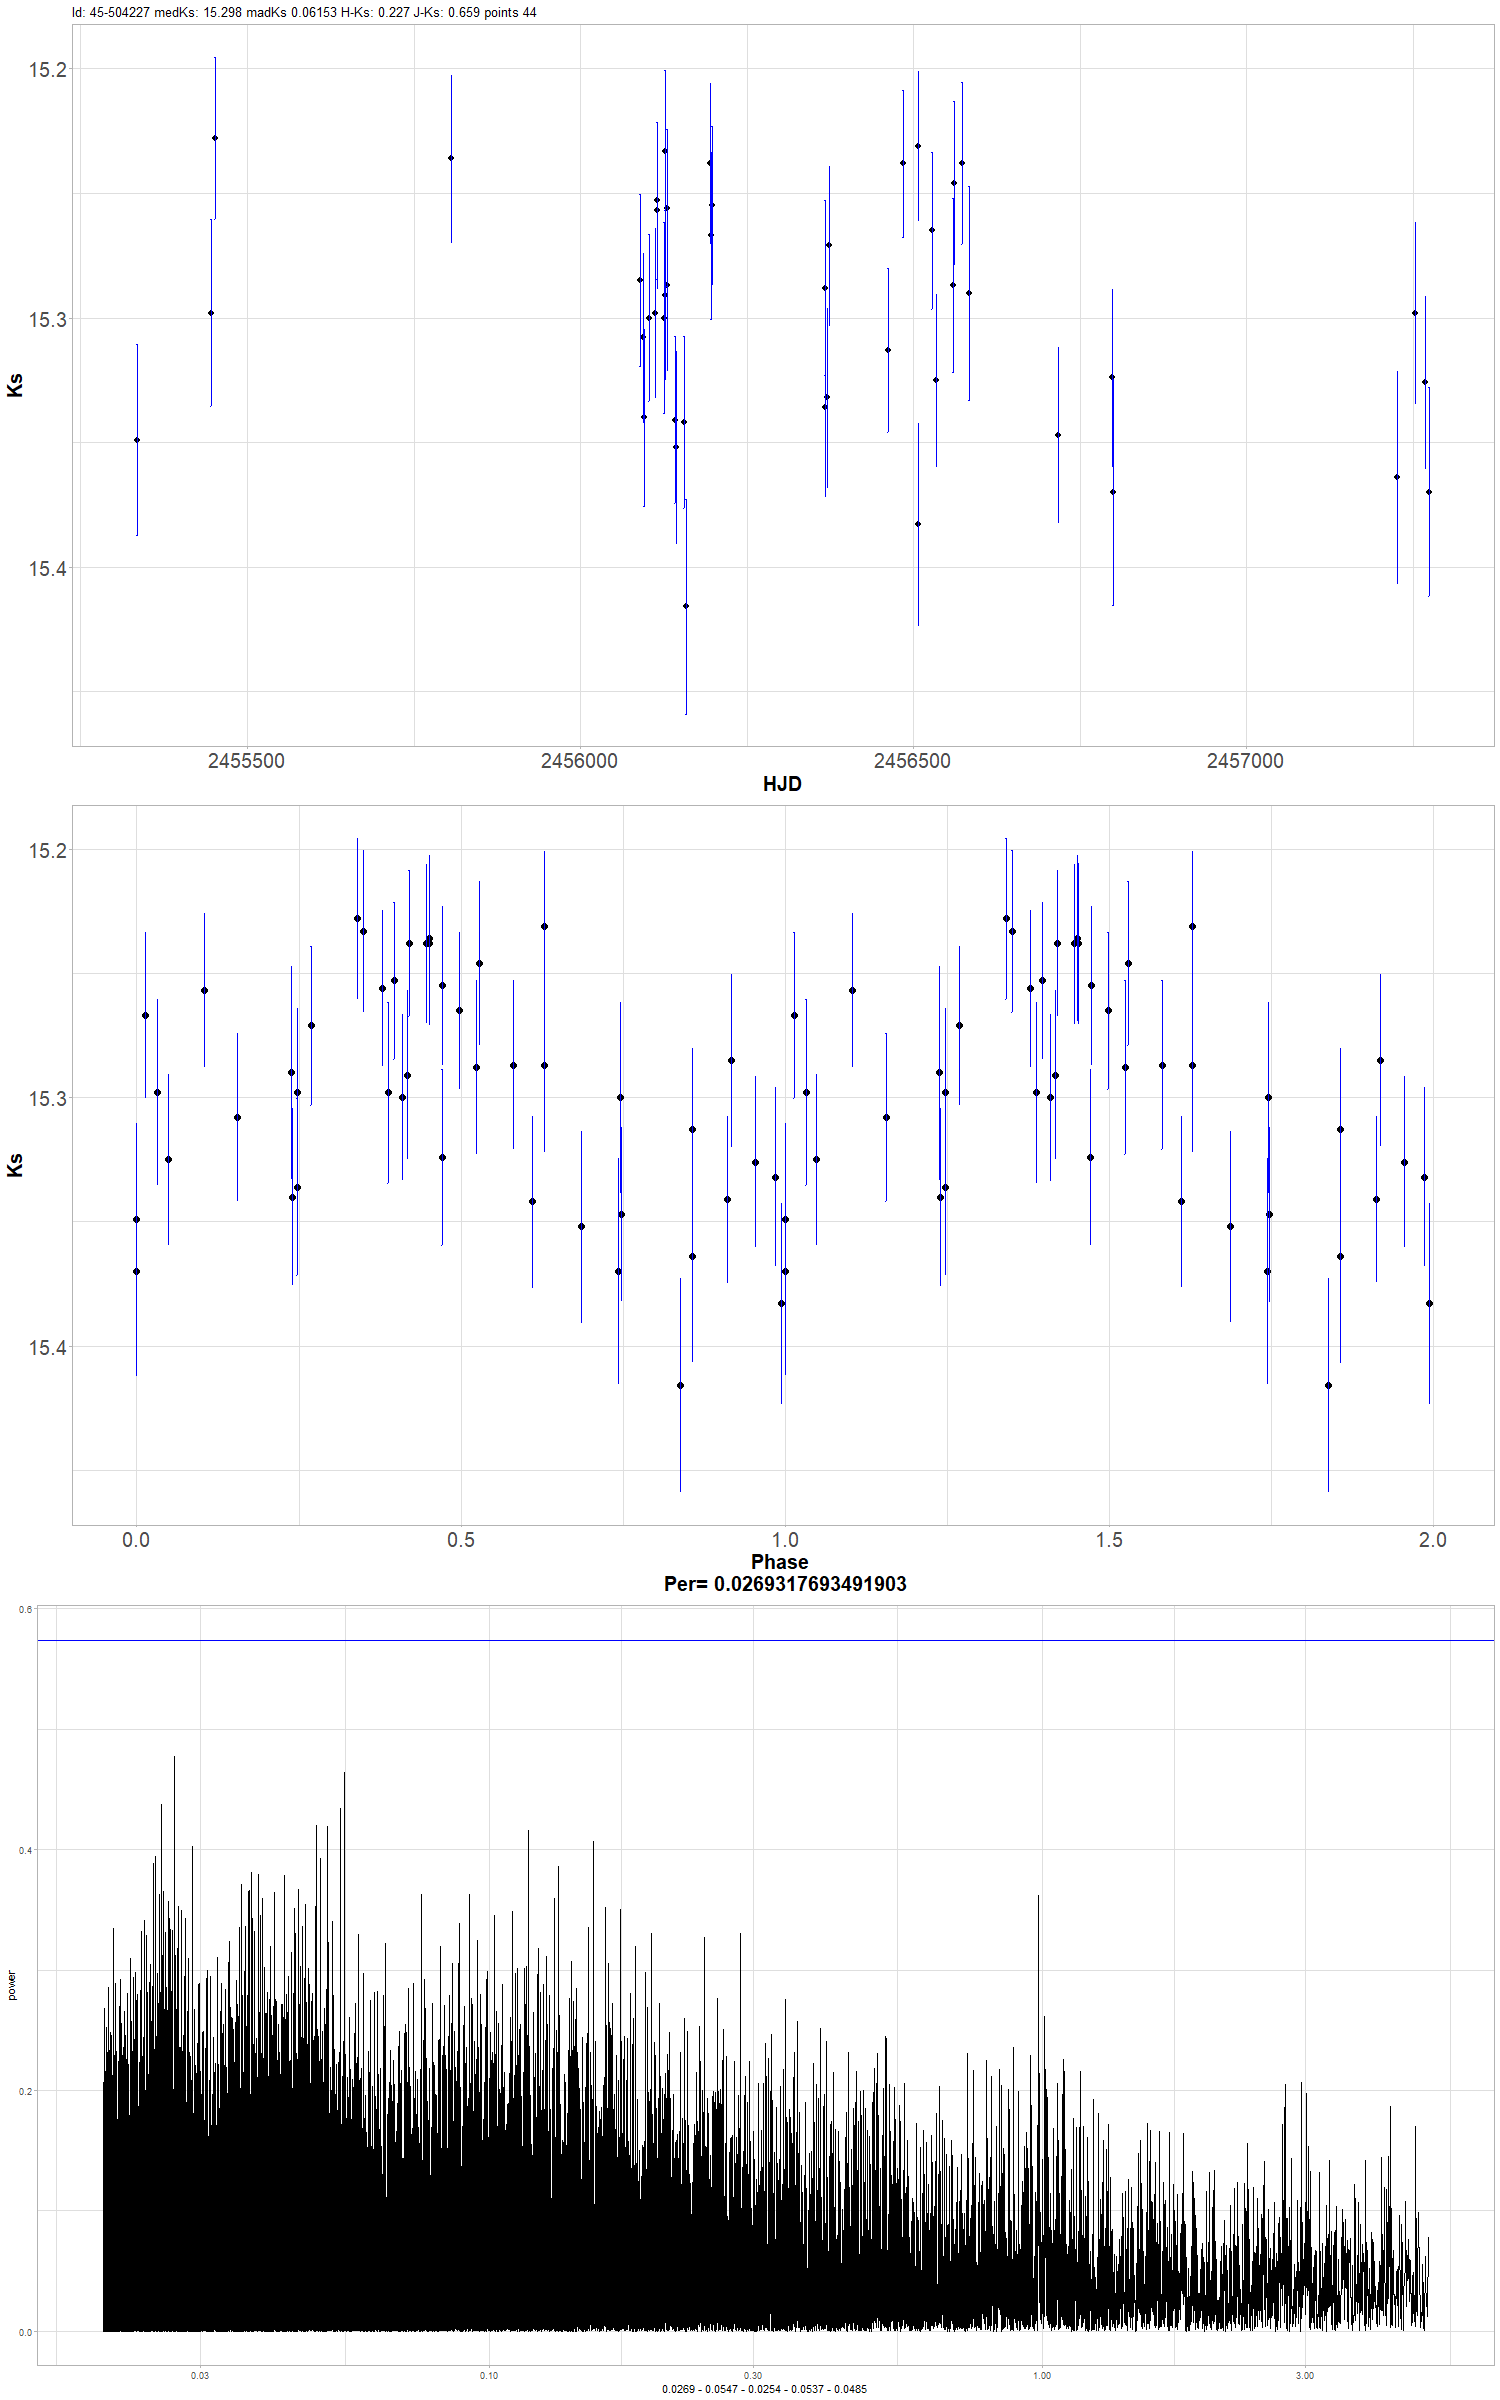 Id: 45-504227 medKs: 15.298 madKs 0.06153 H-Ks: 0.227 J-Ks: 0.659 points 44
15.2
15.3
15.4
Ks
2455500 2456000 2456500 2457000
HJD
15.2
15.3
15.4
Ks
0.0 0.5 1.0 1.5 2.0
Phase
Per= 0.0269317693491903
0.6
0.4
0.2
0.0
power
0.03 0.10 0.30 1.00 3.00
0.0269 - 0.0547 - 0.0254 - 0.0537 - 0.0485